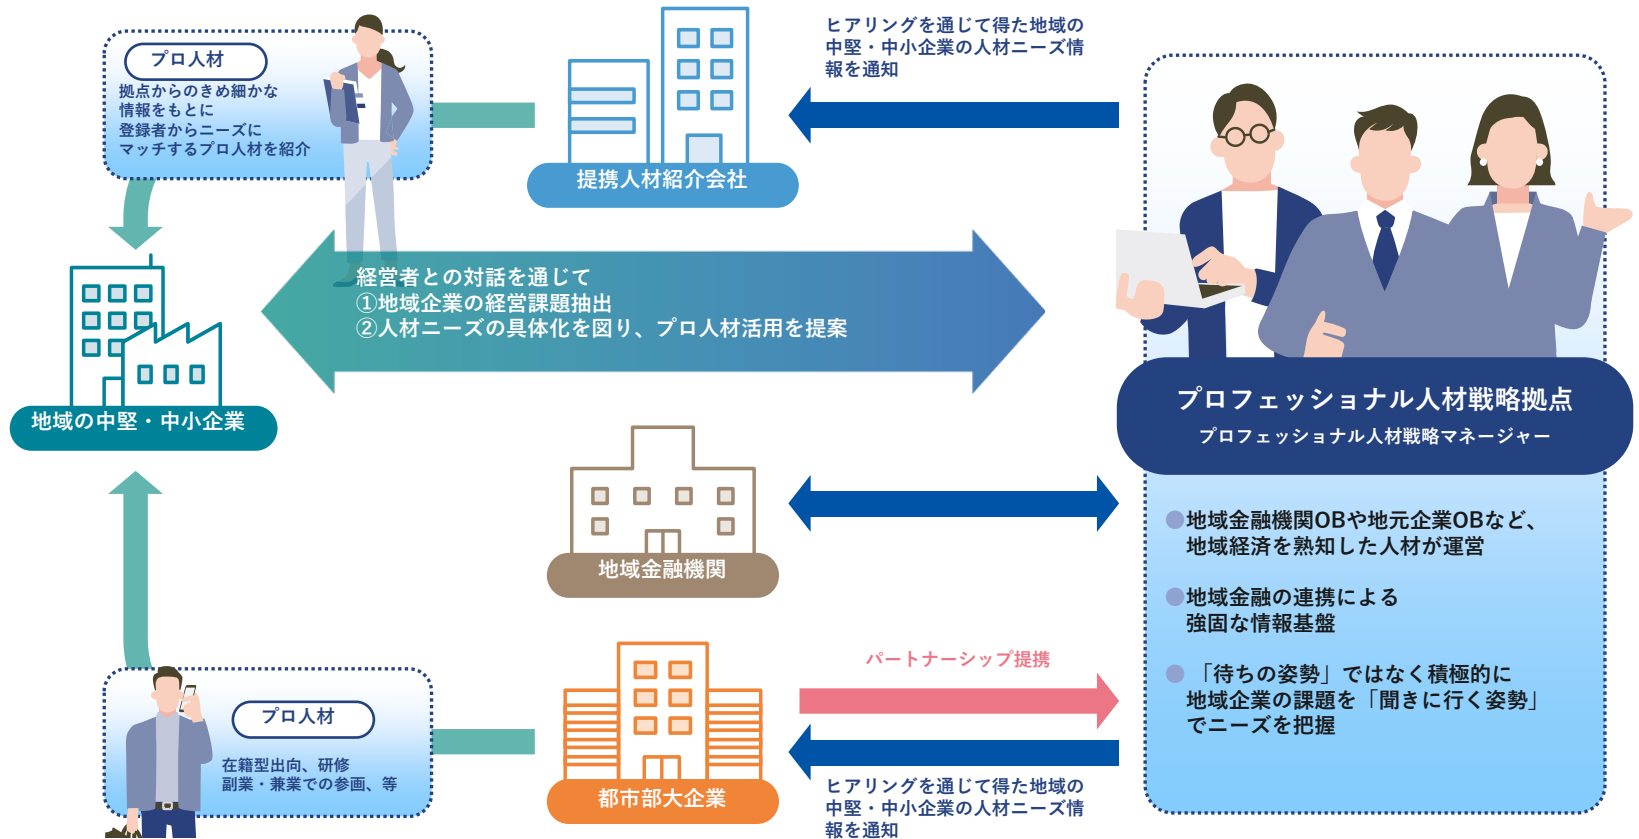 プロ人材
拠点からのきめ細かな
情報をもとに
登録者からニーズに
マッチするプロ人材を紹介
提携人材紹介会社
ヒアリングを通じて得た地域の
中堅・中小企業の人材ニーズ情
報を通知
経営者との対話を通じて
①地域企業の経営課題抽出
②人材ニーズの具体化を図り、プロ人材活用を提案
地域の中堅・中小企業
プロフェッショナル人材戦略拠点
プロフェッショナル人材戦略マネージャー
地域金融機関
●地域金融機関OBや地元企業OBなど、
地域経済を熟知した人材が運営
●地域金融の連携による
強固な情報基盤
●「待ちの姿勢」ではなく積極的に
地域企業の課題を「聞きに行く姿勢」
でニーズを把握
パートナーシップ提携
プロ人材
在籍型出向、研修
副業・兼業での参画、等
都市部大企業
ヒアリングを通じて得た地域の
中堅・中小企業の人材ニーズ情
報を通知